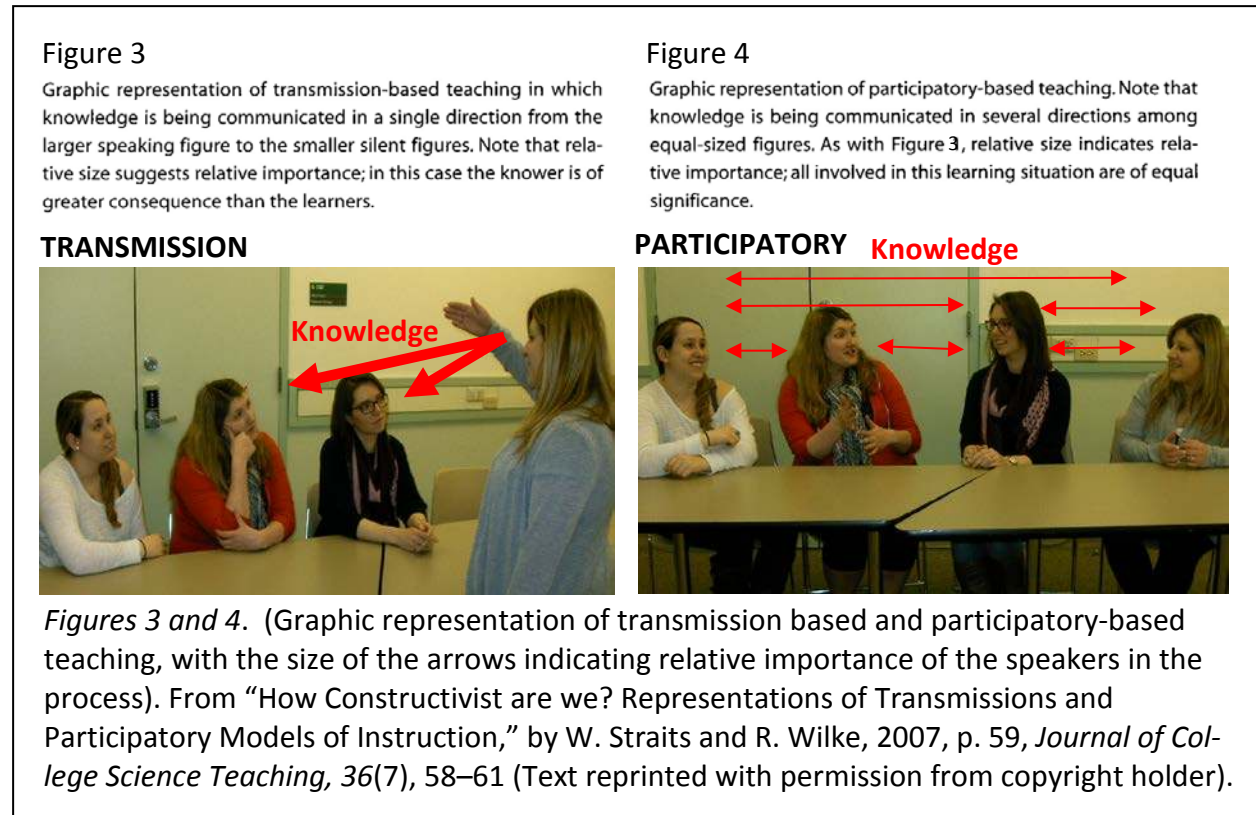 Figure 3
Graphic representation of transmission-based teaching in which
knowledge is being communicated in a single direction from the
larger speaking figure to the smaller silent figures. Note that rela-
tive size suggests relative importance; in this case the knower is of
greater consequence than the learners.
TRANSMISSION
Knowledge
Figure 4
Graphic representation of participatory-based teaching. Note that
knowledge is being communicated in several directions among
equal-sized figures. As with Figure 3, relative size indicates rela-
tive importance; all involved in this learning situation are of equal
significance.
PARTICIPATORY
Knowledge
Figures 3 and 4. (Graphic representation of transmission based and participatory-based
teaching, with the size of the arrows indicating relative importance of the speakers in the
process). From “How Constructivist are we? Representations of Transmissions and
Participatory Models of Instruction,” by W. Straits and R. Wilke, 2007, p. 59, Journal of Col-
lege Science Teaching, 36(7), 58–61 (Text reprinted with permission from copyright holder).